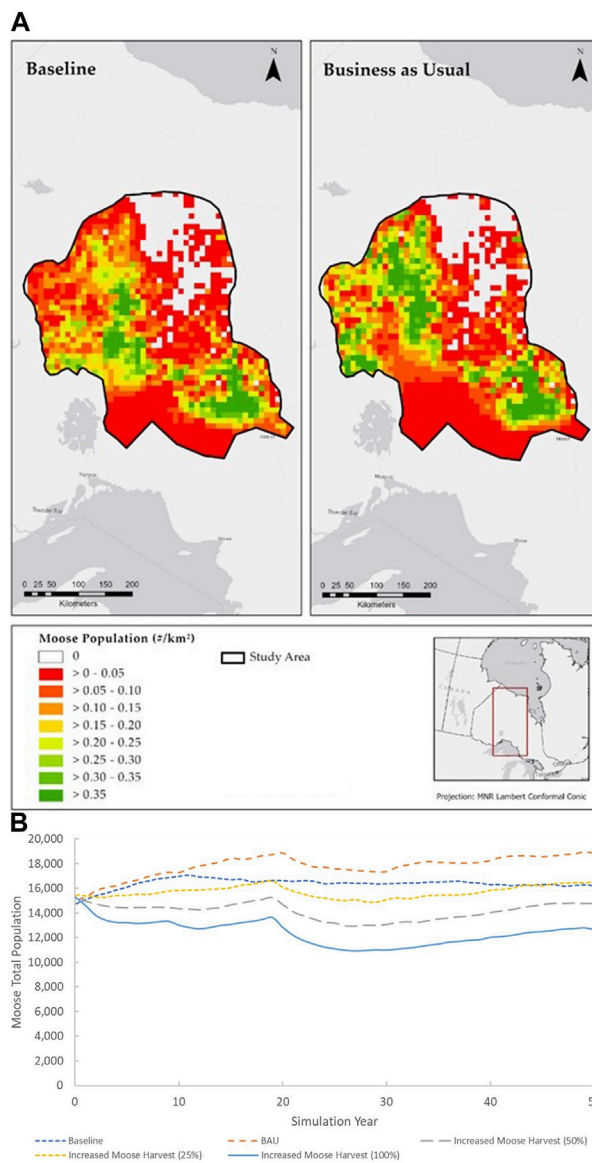 A
Baseline
N
Business as Usual
N
Nipigon
Thunder Bay
0 25 50 100 150 200
Kilometers
0 25 50 100 150 200
Kilometers
Moose Population (#/km²)
0
> 0 - 0.05
> 0.05 - 0.10
> 0.10 - 0.15
> 0.15 - 0.20
> 0.20 - 0.25
> 0.25 - 0.30
> 0.30 - 0.35
> 0.35
Study Area
CANADA
Projection: MNR Lambert Conformal Conic
B
Moose Total Population
20,000
18,000
16,000
14,000
12,000
10,000
8,000
6,000
4,000
2,000
0
0 10 20 30 40 50
Simulation Year
Baseline
BAU
Increased Moose Harvest (50%)
Increased Moose Harvest (25%)
Increased Moose Harvest (100%)